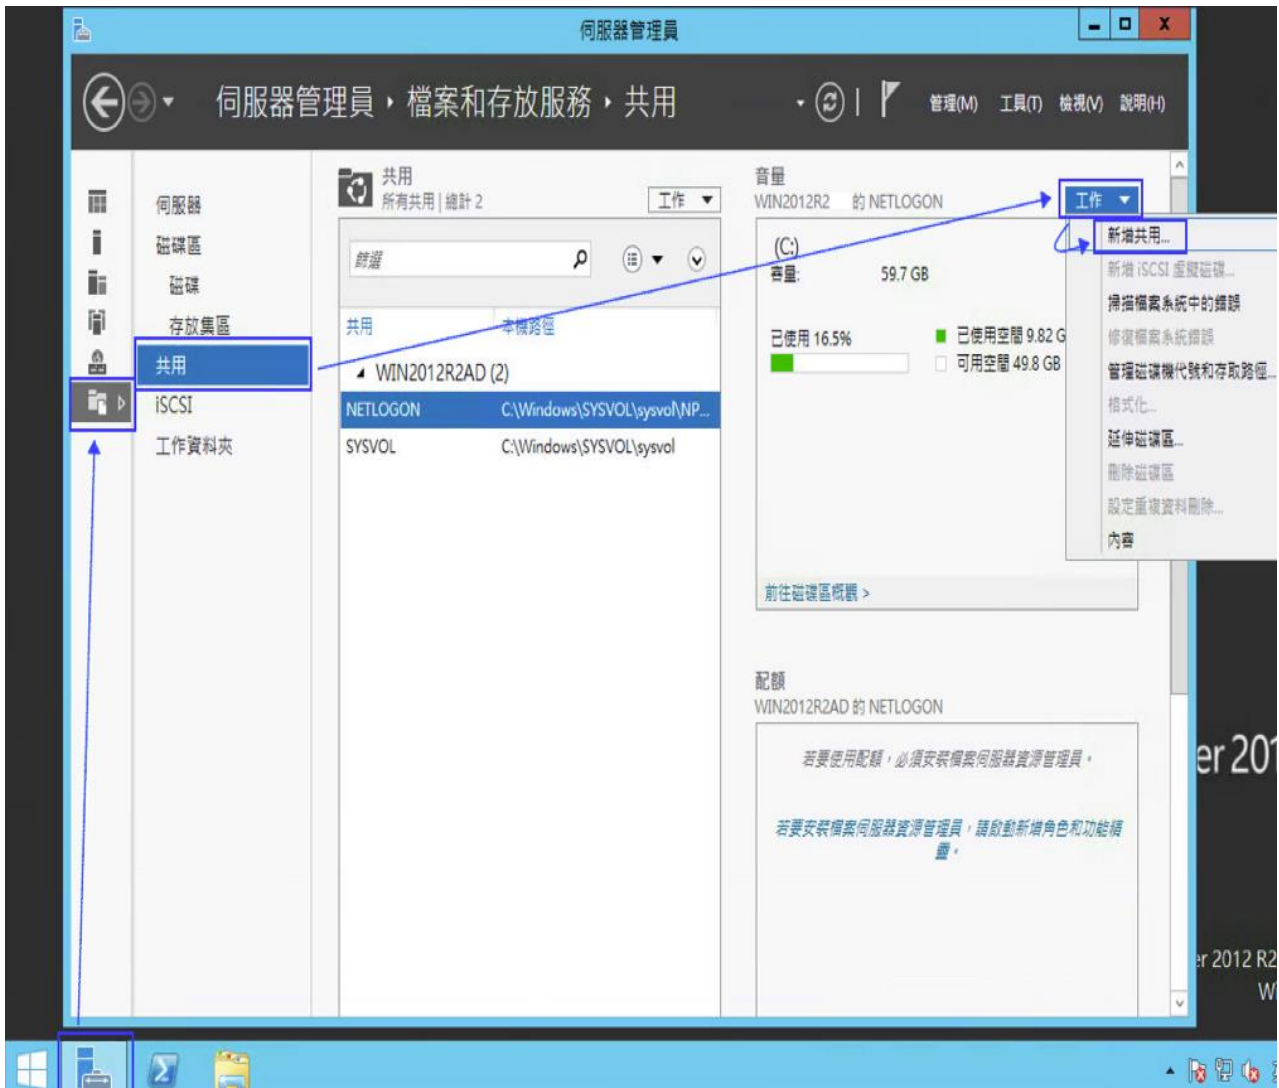 伺服器管理員
伺服器管理員 ‣ 檔案和存放服務 ‣ 共用
管理(M) 工具(T) 檢視(V) 說明(H)
伺服器
磁碟區
磁碟
存放集區
共用
iSCSI
工作資料夾
共用
所有共用 | 總計 2
工作
篩選
共用 本機路徑
WIN2012R2AD (2)
NETLOGON C:\Windows\SYSVOL\sysvol\NP...
SYSVOL C:\Windows\SYSVOL\sysvol
音量
WIN2012R2 的 NETLOGON
工作
(C:)
容量: 59.7 GB
已使用 16.5%
已使用空間 9.82 G
可用空間 49.8 GB
前往磁碟區概觀 >
新增共用...
新增 iSCSI 虛擬磁碟...
掃描檔案系統中的錯誤
修復檔案系統錯誤
管理磁碟機代號和存取路徑...
格式化...
延伸磁碟區...
刪除磁碟區
設定重複資料刪除...
內容
配額
WIN2012R2AD 的 NETLOGON
若要使用配額，必須安裝檔案伺服器資源管理員。
若要安裝檔案伺服器資源管理員，請啟動新增角色和功能精
靈。
er 201
er 2012 R2
Wi